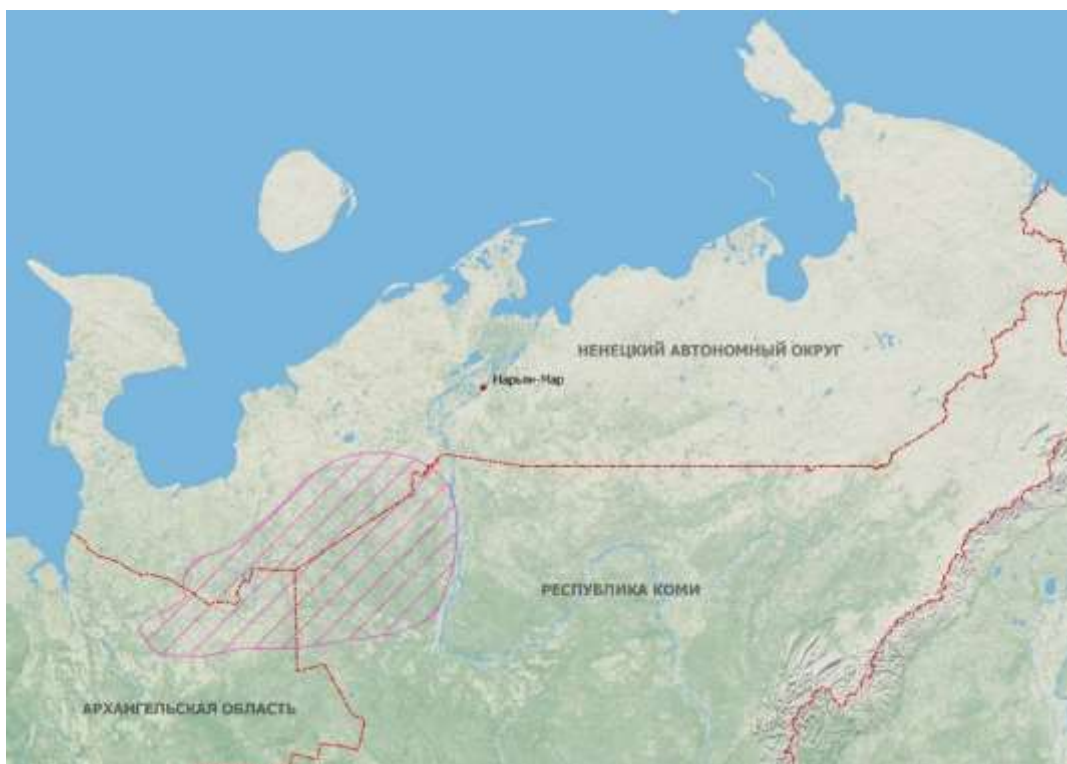 НЕНЕЦКИЙ АВТОНОМНЫЙ ОКРУГ
Нарьян-Мар
РЕСПУБЛИКА КОМИ
АРХАНГЕЛЬСКАЯ ОБЛАСТЬ